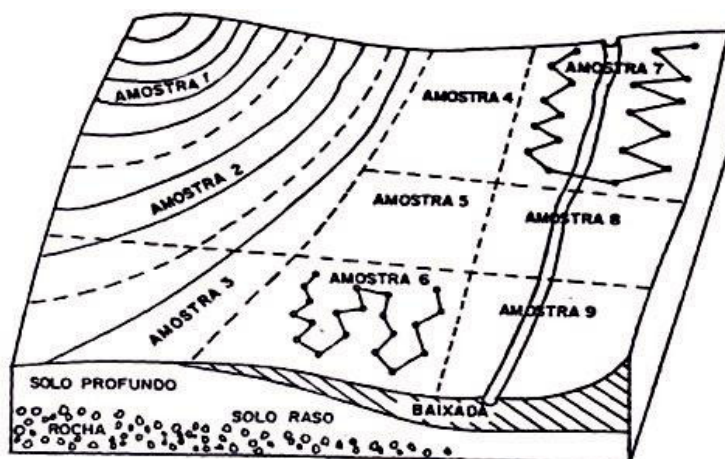 AMOSTRA 1
AMOSTRA 4
AMOSTRA 7
AMOSTRA 2
AMOSTRA 5
AMOSTRA 8
AMOSTRA 3
AMOSTRA 6
AMOSTRA 9
SOLO PROFUNDO
ROCHA
SOLO RASO
BAIXADA